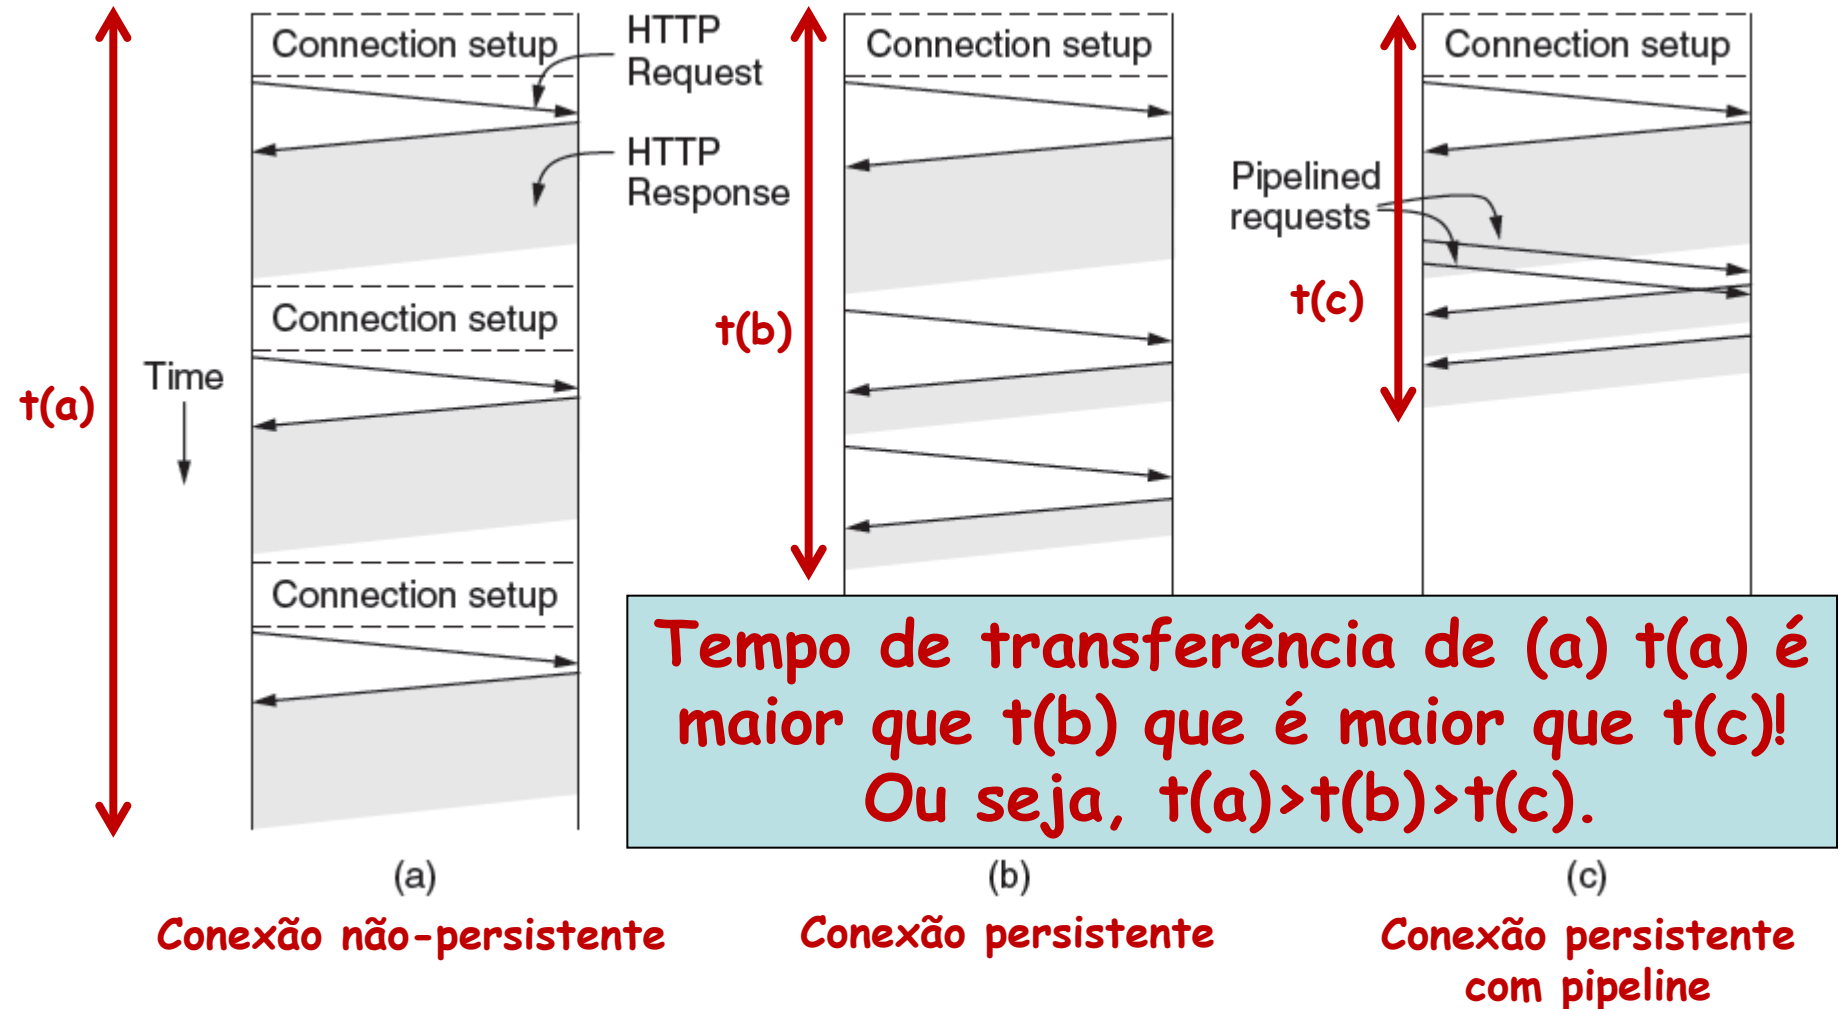 Connection setup
HTTP
Request
HTTP
Response
Connection setup
Time
t(a)
Connection setup
(a)
Conexão não-persistente
Connection setup
t(b)
(b)
Conexão persistente
Connection setup
Pipelined
requests
t(c)
(c)
Conexão persistente
com pipeline
Tempo de transferência de (a) t(a) é
maior que t(b) que é maior que t(c)!
Ou seja, t(a)>t(b)>t(c).